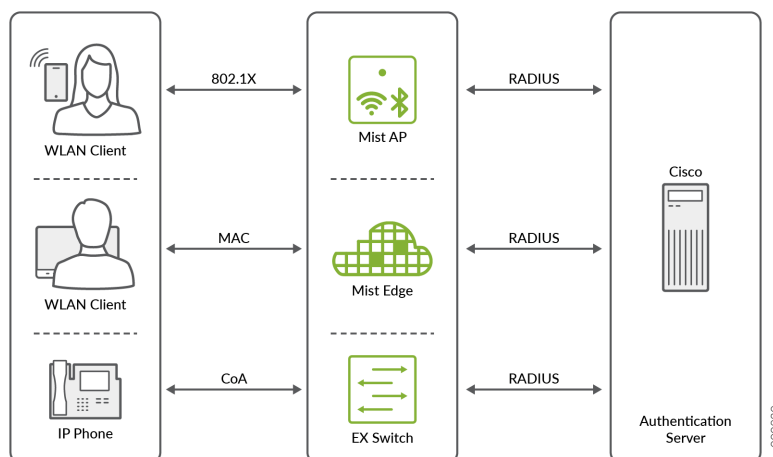 802.1X
RADIUS
WLAN Client
Mist AP
Cisco
MAC
RADIUS
WLAN Client
Mist Edge
CoA
RADIUS
IP Phone
EX Switch
Authentication
Server